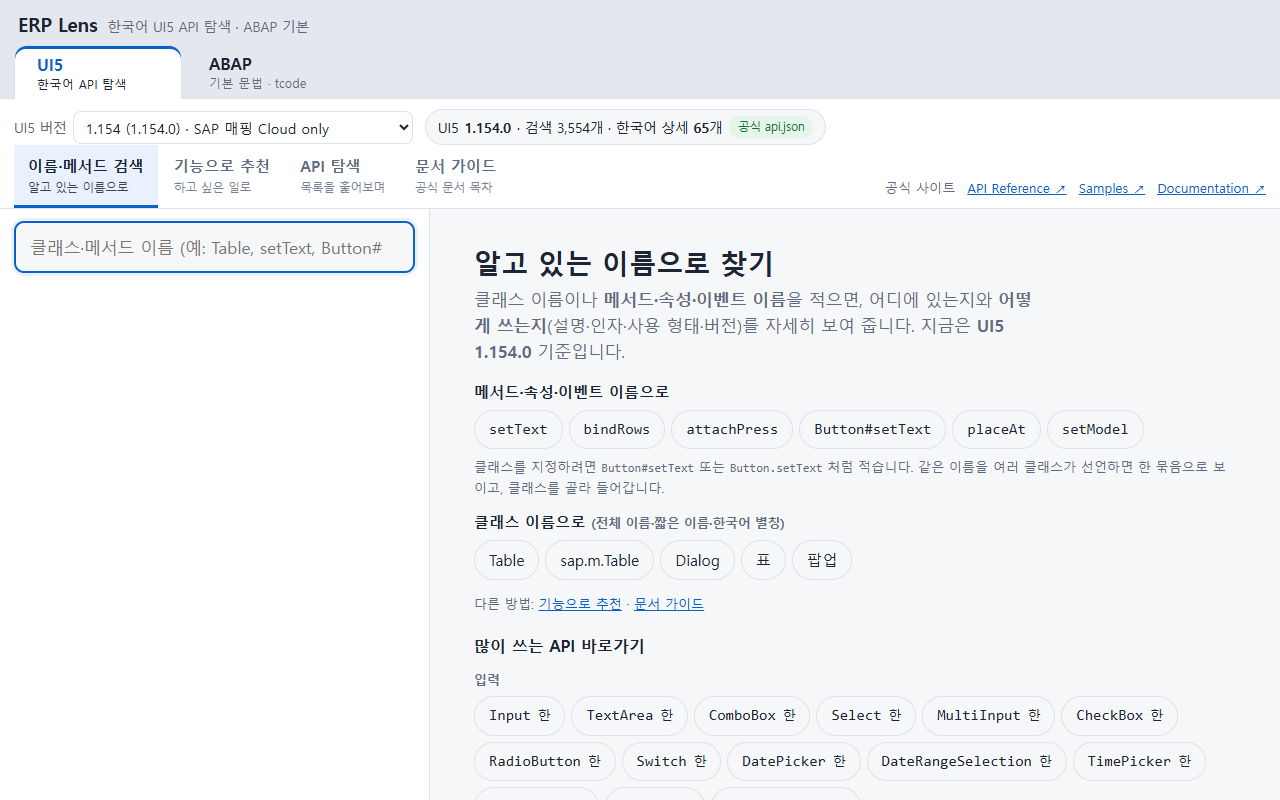 ERP Lens 한국어 UI5 API 탐색 · ABAP 기본
UI5
한국어 API 탐색
ABAP
기본 문법 · tcode
UI5 버전
1.154 (1.154.0) · SAP 매핑 Cloud only
UI5 1.154.0 · 검색 3,554개 · 한국어 상세 65개 공식 api.json
이름·메서드 검색
알고 있는 이름으로
기능으로 추천
하고 싶은 일로
API 탐색
목록을 훑어보며
문서 가이드
공식 문서 목차
공식 사이트 API Reference ↗ Samples ↗ Documentation ↗
클래스·메서드 이름 (예: Table, setText, Button#
알고 있는 이름으로 찾기
클래스 이름이나 메서드·속성·이벤트 이름을 적으면, 어디에 있는지와 어떻
게 쓰는지(설명·인자·사용 형태·버전)를 자세히 보여 줍니다. 지금은 UI5
1.154.0 기준입니다.
메서드·속성·이벤트 이름으로
setText bindRows attachPress Button#setText placeAt setModel
클래스를 지정하려면 Button#setText 또는 Button.setText 처럼 적습니다. 같은 이름을 여러 클래스가 선언하면 한 묶음으로 보
이고, 클래스를 골라 들어갑니다.
클래스 이름으로 (전체 이름·짧은 이름·한국어 별칭)
Table sap.m.Table Dialog 표 팝업
다른 방법: 기능으로 추천 · 문서 가이드
많이 쓰는 API 바로가기
입력
Input 한 TextArea 한 ComboBox 한 Select 한 MultiInput 한 CheckBox 한
RadioButton 한 Switch 한 DatePicker 한 DateRangeSelection 한 TimePicker 한